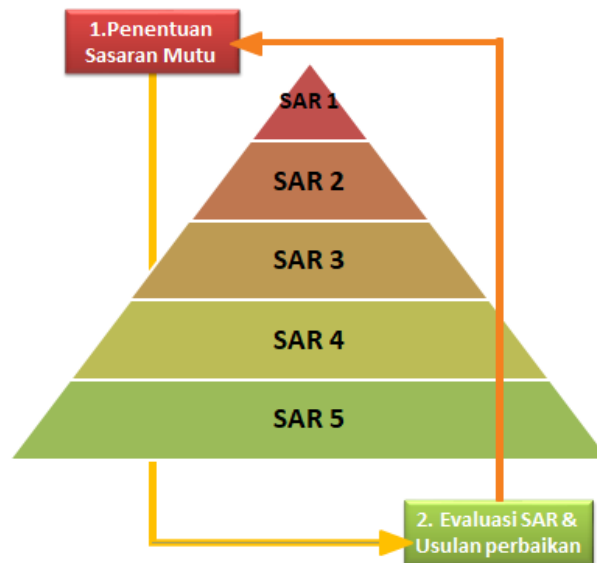 1.Penentuan
Sasaran Mutu
SAR 1
SAR 2
SAR 3
SAR 4
SAR 5
2. Evaluasi SAR &
Usulan perbaikan